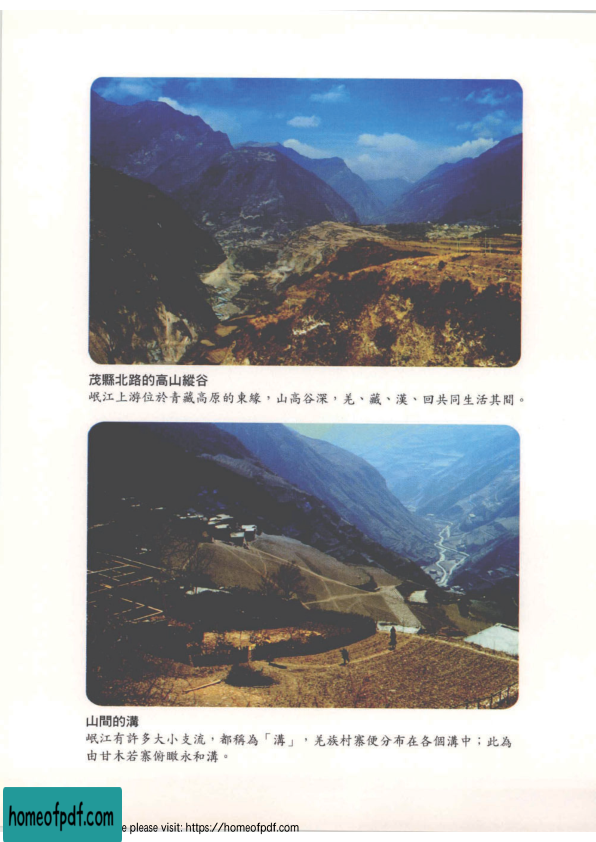 茂縣北路的高山縱谷
岷江上游位於青藏高原的東緣，山高谷深，羌、藏、漢、回共同生活其間。
山間的溝
岷江有許多大小支流，都稱為「溝」，羌族村寨便分布在各個溝中；此為
由甘木若寨俯瞰永和溝。
homeofpdf.com
e please visit: https://homeofpdf.com